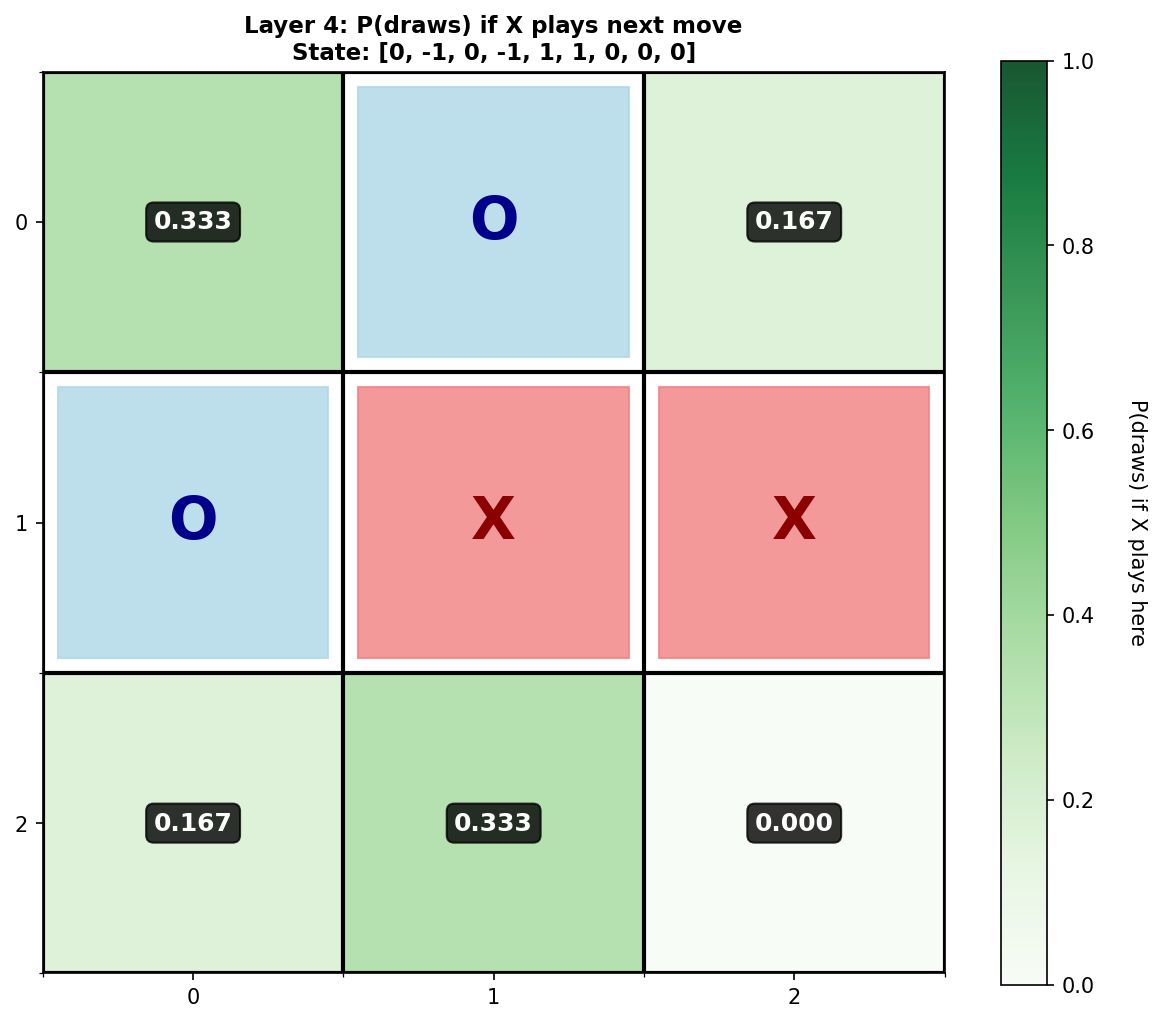 Layer 4: P(draws) if X plays next move
State: [0, -1, 0, -1, 1, 1, 0, 0, 0]
0.333
O
0.167
O
X
X
0.167
0.333
0.000
0
1
2
0
1
2
1.0
0.8
0.6
0.4
0.2
0.0
P(draws) if X plays here